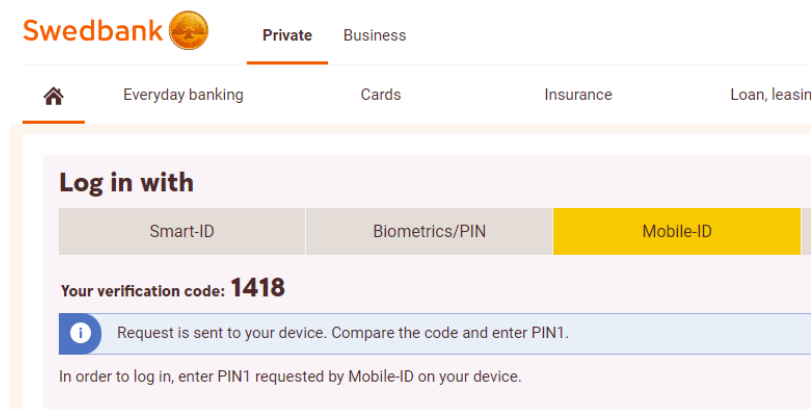 Swedbank
Private Business
Everyday banking Cards Insurance Loan, leasin
Log in with
Smart-ID Biometrics/PIN Mobile-ID
Your verification code: 1418
Request is sent to your device. Compare the code and enter PIN1.
In order to log in, enter PIN1 requested by Mobile-ID on your device.